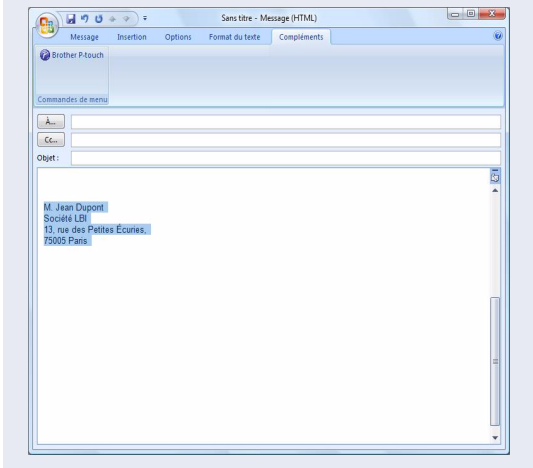 Sans titre - Message (HTML)
Message Insertion Options Format du texte Compléments
Brother P-touch
Commandes de menu
À...
Cc...
Objet :
M. Jean Dupont
Société LBI
13, rue des Petites Écuries,
75005 Paris